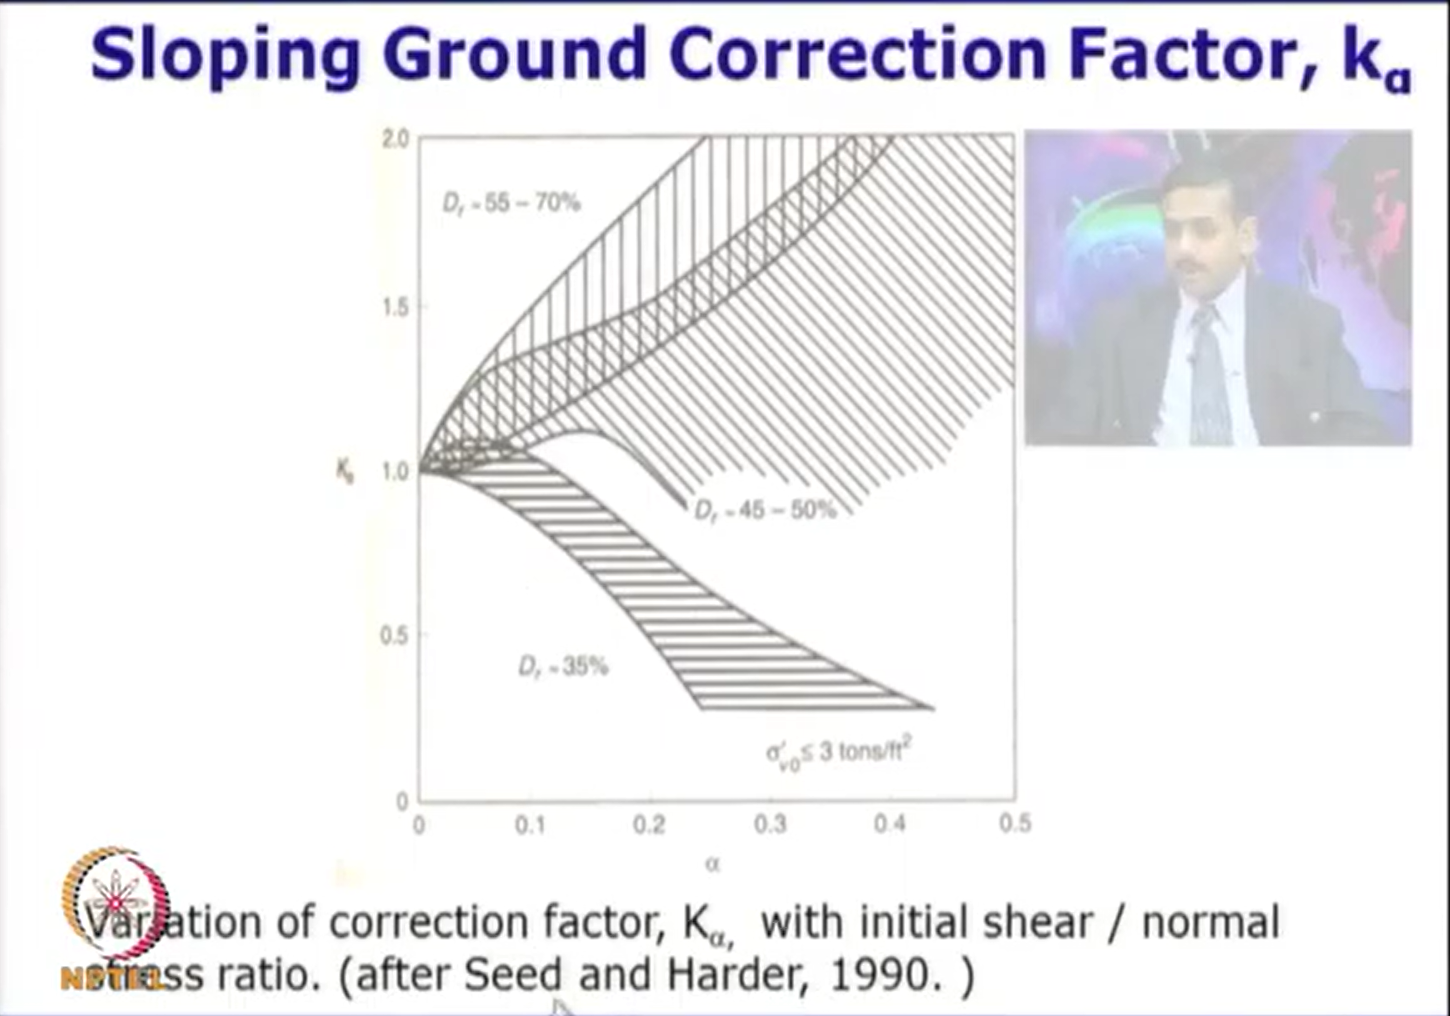 Sloping Ground Correction Factor, kα
2.0
Dr ~ 55 – 70%
1.5
Kα 1.0
Dr ~ 45 – 50%
0.5
Dr ~ 35%
σ'v0 ≤ 3 tons/ft²
0
0 0.1 0.2 0.3 0.4 0.5
α
Variation of correction factor, Kα, with initial shear / normal
stress ratio. (after Seed and Harder, 1990. )
NPTEL